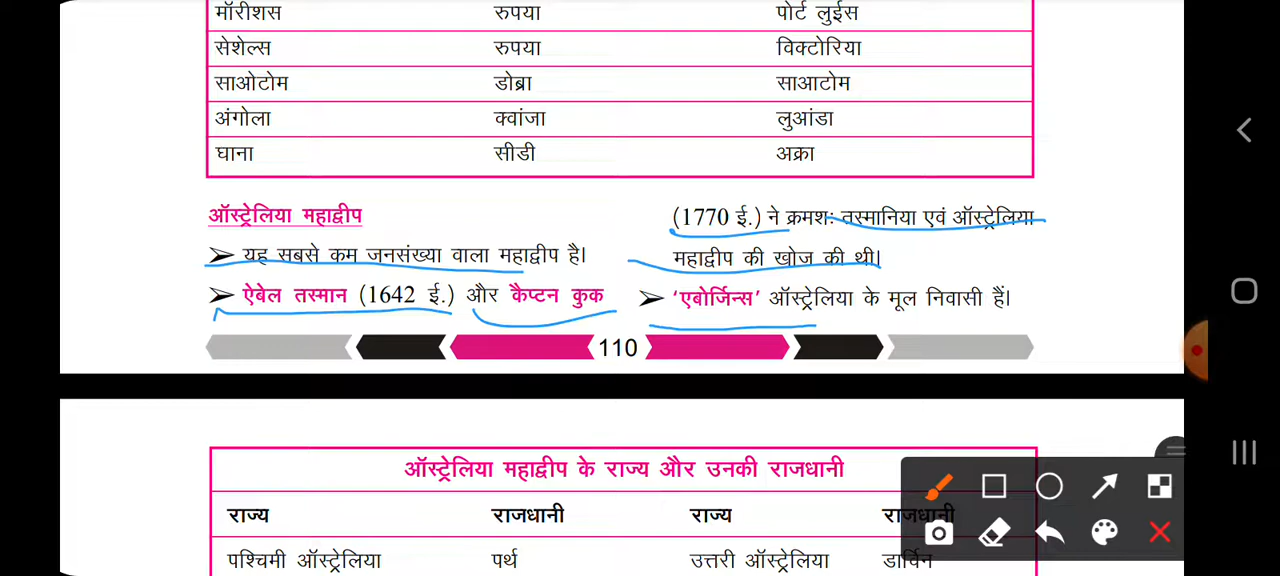 मॉरीशस रुपया पोर्ट लुईस
सेशेल्स रुपया विक्टोरिया
साओटोम डोब्रा साआटोम
अंगोला क्वांजा लुआंडा
घाना सीडी अक्रा
ऑस्ट्रेलिया महाद्वीप
➢ यह सबसे कम जनसंख्या वाला महाद्वीप है।
➢ ऐबेल तस्मान (1642 ई.) और कैप्टन कुक
(1770 ई.) ने क्रमशः तस्मानिया एवं ऑस्ट्रेलिया
महाद्वीप की खोज की थी।
➢ ‘एबोर्जिन्स’ ऑस्ट्रेलिया के मूल निवासी हैं।
110
ऑस्ट्रेलिया महाद्वीप के राज्य और उनकी राजधानी
राज्य राजधानी राज्य राजधानी
पश्चिमी ऑस्ट्रेलिया पर्थ उत्तरी ऑस्ट्रेलिया डार्विन